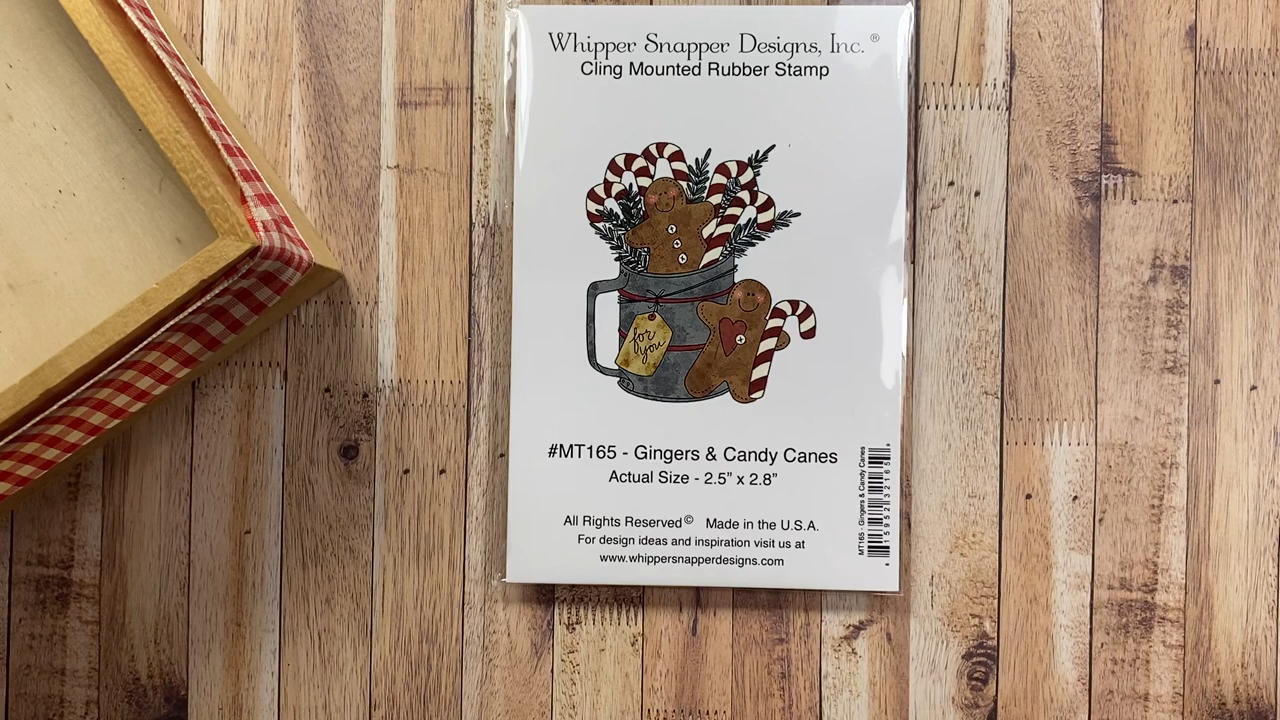 Whipper Snapper Designs, Inc.®
Cling Mounted Rubber Stamp
for
you
#MT165 - Gingers & Candy Canes
Actual Size - 2.5” x 2.8”
All Rights Reserved© Made in the U.S.A.
For design ideas and inspiration visit us at
www.whippersnapperdesigns.com
MT165 - Gingers & Candy Canes